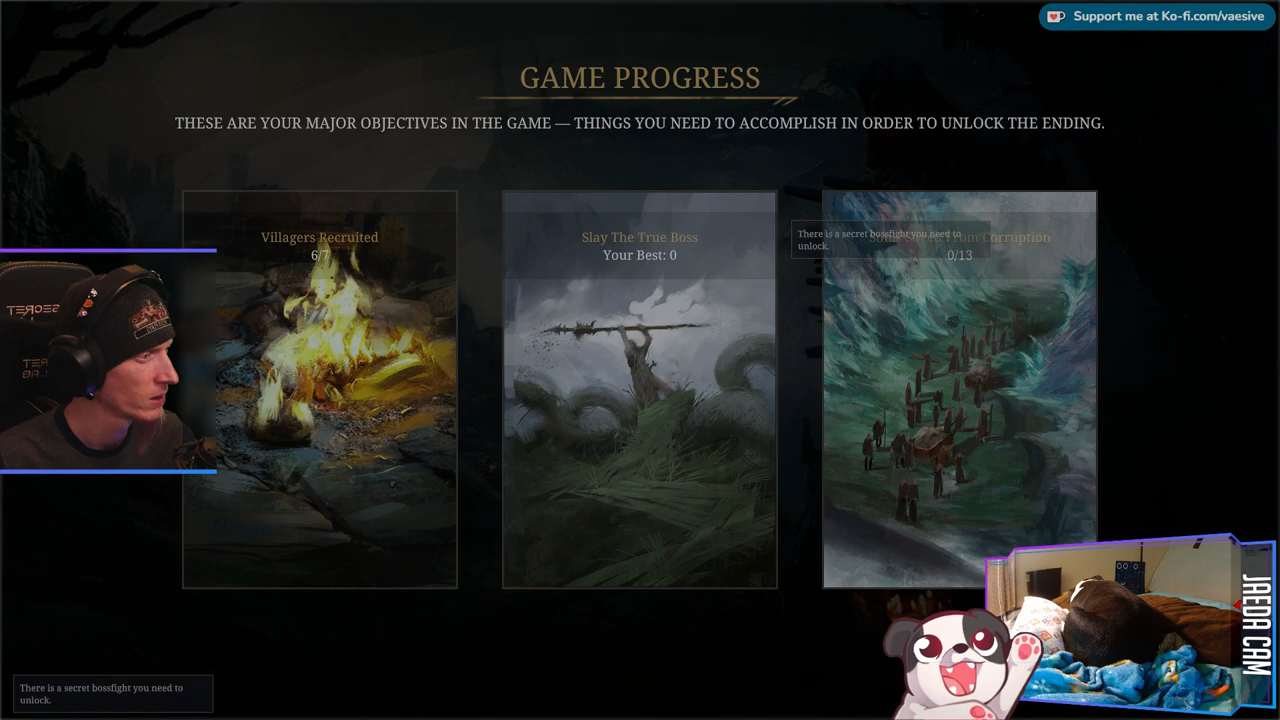 Support me at Ko-fi.com/vaesive
GAME PROGRESS
THESE ARE YOUR MAJOR OBJECTIVES IN THE GAME — THINGS YOU NEED TO ACCOMPLISH IN ORDER TO UNLOCK THE ENDING.
Villagers Recruited
6/7
Slay The True Boss
Your Best: 0
There is a secret bossfight you need to
unlock.
From Corruption
0/13
SECRET
JAEDA CAM
There is a secret bossfight you need to
unlock.